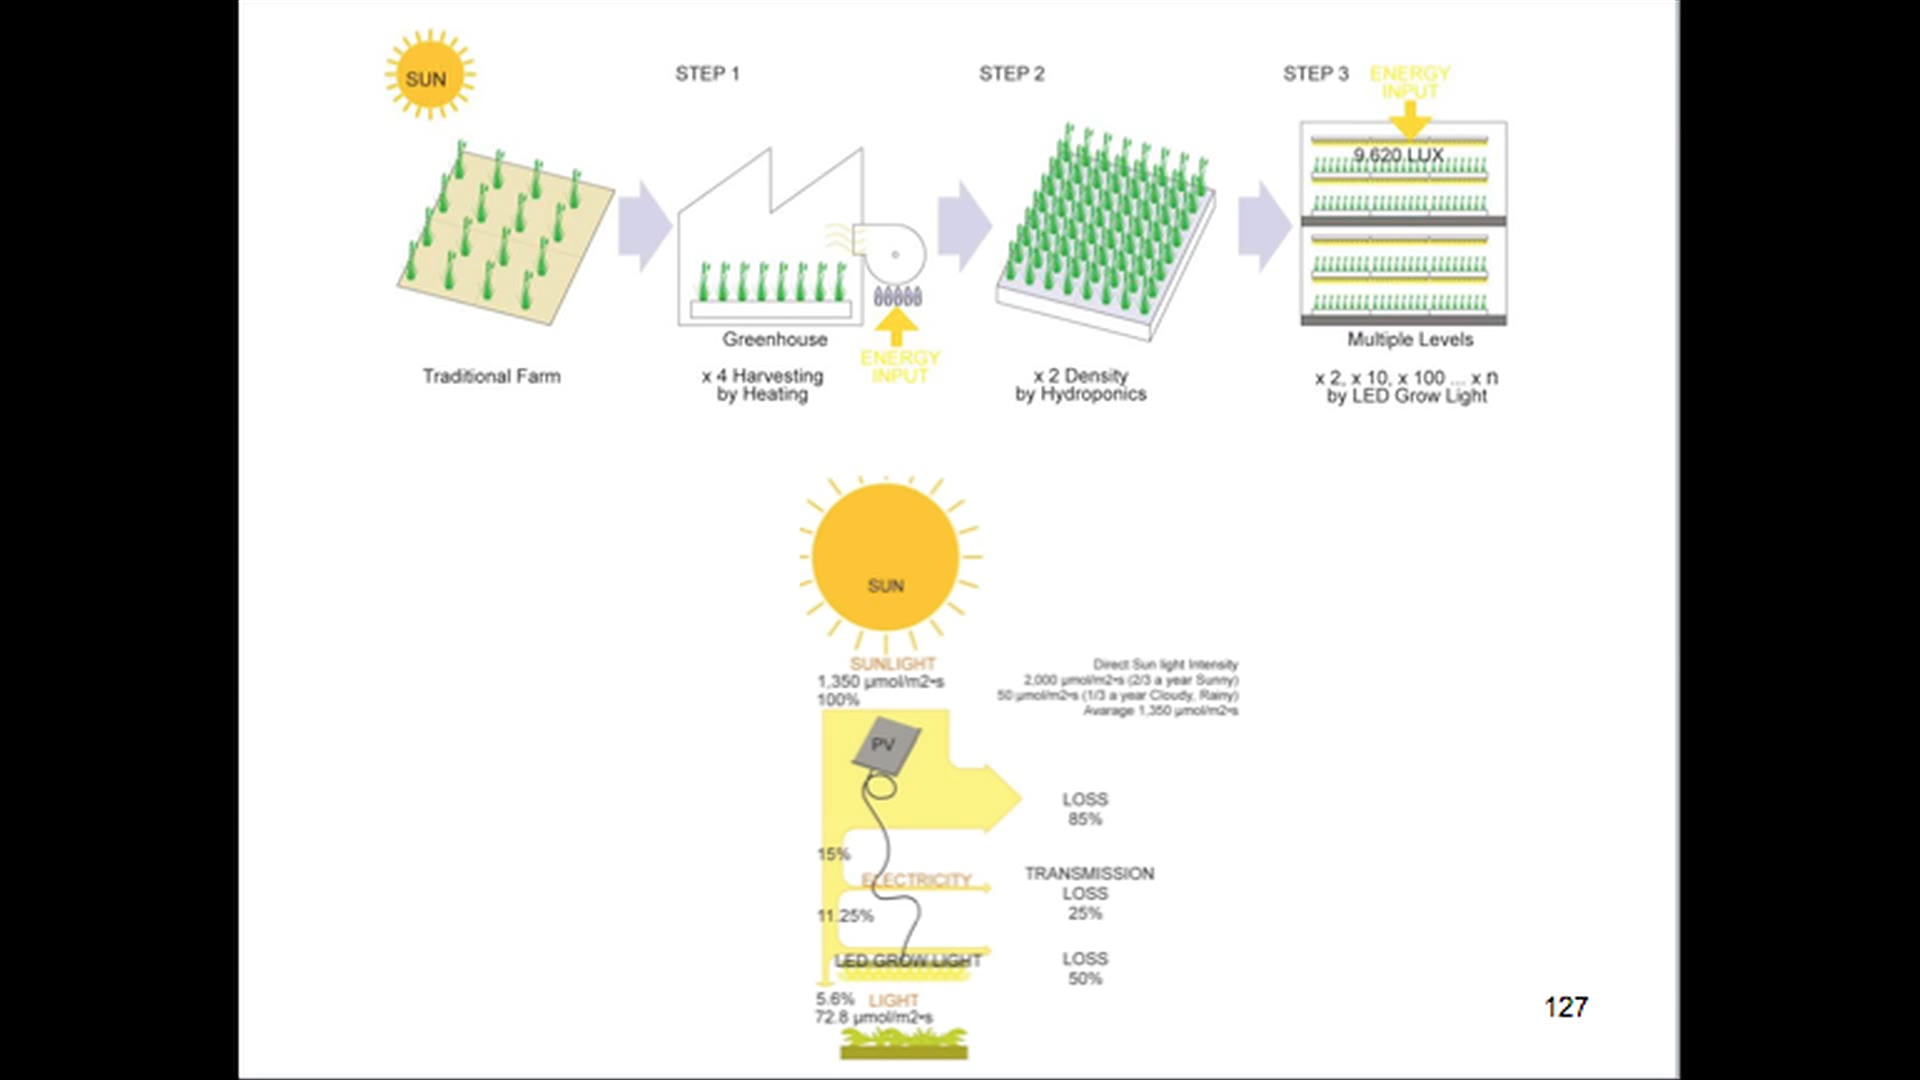 SUN
STEP 1
STEP 2
STEP 3
ENERGY
INPUT
9.620 LUX
Greenhouse
Multiple Levels
ENERGY
INPUT
Traditional Farm
x 4 Harvesting
by Heating
x 2 Density
by Hydroponics
x 2, x 10, x 100 ... x n
by LED Grow Light
SUN
SUNLIGHT
1,350 µmol/m2•s
100%
Direct Sun light Intensity
2,000 µmol/m2•s (2/3 a year Sunny)
50 µmol/m2•s (1/3 a year Cloudy, Rainy)
Avarage 1,350 µmol/m2•s
PV
LOSS
85%
15%
ELECTRICITY
TRANSMISSION
LOSS
25%
11.25%
LED GROW LIGHT
LOSS
50%
5.6% LIGHT
72.8 µmol/m2•s
127